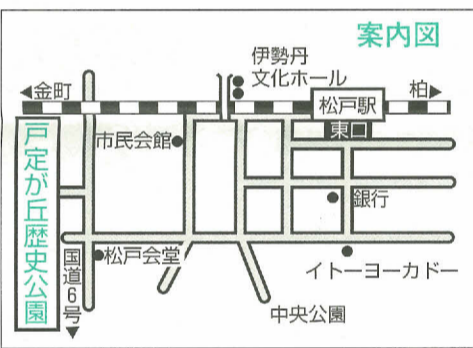 案内図
伊勢丹
文化ホール
◀金町
柏▶
松戸駅
東口
市民会館
戸定が丘歴史公園
銀行
松戸会堂
国道6号
イトーヨーカドー
中央公園